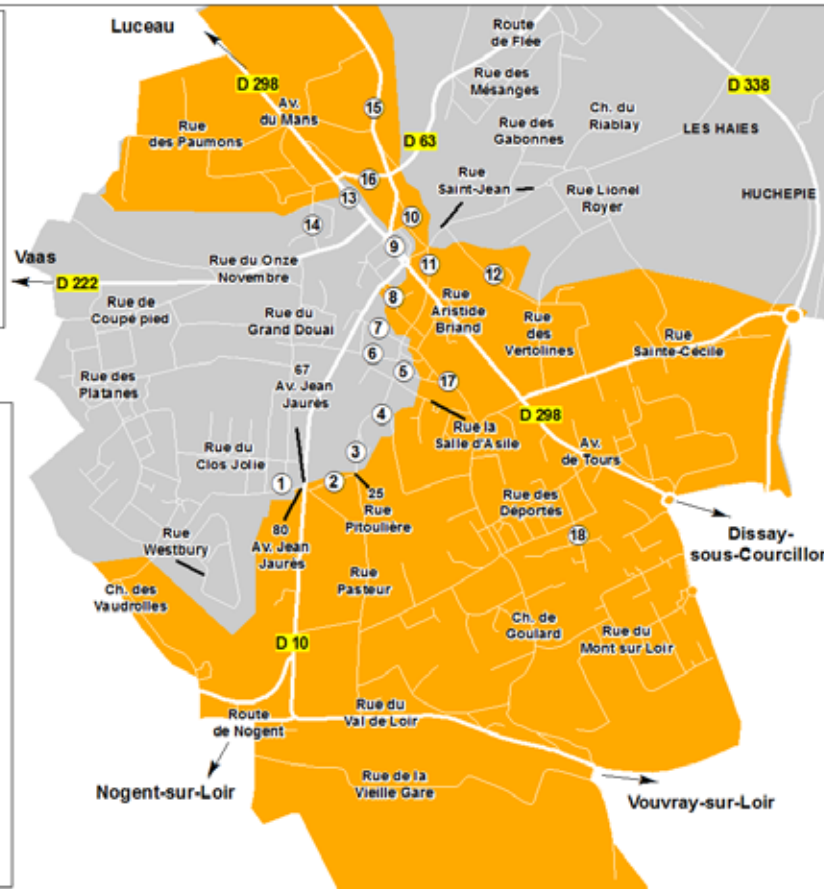 Luceau
Route
de Flée
D 298
Av.
du Mans
Rue des
Mésanges
D 338
Rue
des Paumons
15
Ch. du
Riablay
Rue des
Gabonnes
LES HAIES
D 63
16
Rue
Saint-Jean
13
Rue Lionel
Royer
HUCHEPIE
10
14
9
Vaas
D 222
Rue du Onze
Novembre
11
12
Rue de
Coupe pied
8
Rue
Aristide
Briand
Rue du
Grand Douai
7
Rue
des
Vertolines
Rue
Sainte-Cécile
6
67
Av. Jean
Jaurès
5
17
Rue des
Platanes
4
D 298
Rue la
Salle d'Asile
Rue du
Clos Jolie
3
Av.
de Tours
1
2
25
Rue
Pitoulière
Rue des
Déportés
80
Av. Jean
Jaurès
Rue
Westbury
18
Dissay-
sous-Courcillon
Rue
Pasteur
Ch. des
Vaudrolles
Ch. de
Goulard
Rue du
Mont sur Loir
D 10
Route
de Nogent
Rue du
Val de Loir
Nogent-sur-Loir
Rue de la
Vieille Gare
Vouvray-sur-Loir